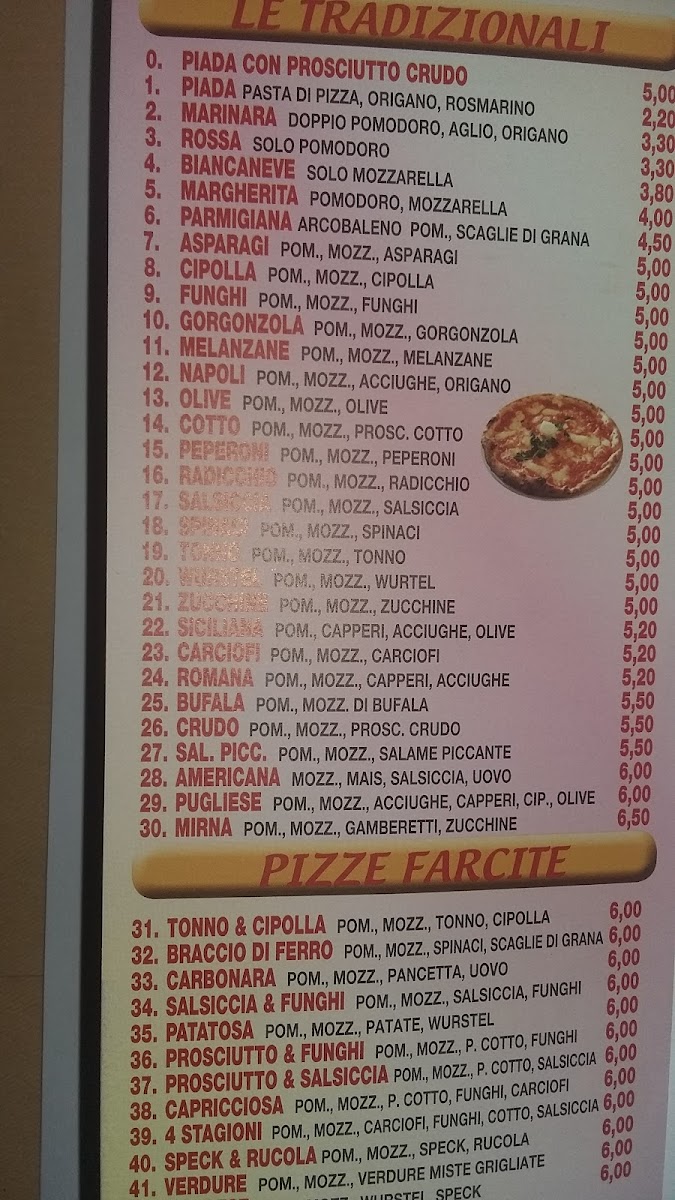 LE TRADIZIONALI
0. PIADA CON PROSCIUTTO CRUDO 5,00
1. PIADA PASTA DI PIZZA, ORIGANO, ROSMARINO 2,20
2. MARINARA DOPPIO POMODORO, AGLIO, ORIGANO 3,30
3. ROSSA SOLO POMODORO 3,30
4. BIANCANEVE SOLO MOZZARELLA 3,80
5. MARGHERITA POMODORO, MOZZARELLA 4,00
6. PARMIGIANA ARCOBALENO POM., SCAGLIE DI GRANA 4,50
7. ASPARAGI POM., MOZZ., ASPARAGI 5,00
8. CIPOLLA POM., MOZZ., CIPOLLA 5,00
9. FUNGHI POM., MOZZ., FUNGHI 5,00
10. GORGONZOLA POM., MOZZ., GORGONZOLA 5,00
11. MELANZANE POM., MOZZ., MELANZANE 5,00
12. NAPOLI POM., MOZZ., ACCIUGHE, ORIGANO 5,00
13. OLIVE POM., MOZZ., OLIVE 5,00
14. COTTO POM., MOZZ., PROSC. COTTO 5,00
15. PEPERONI POM., MOZZ., PEPERONI 5,00
16. RADICCHIO POM., MOZZ., RADICCHIO 5,00
17. SALSICCIA POM., MOZZ., SALSICCIA 5,00
18. SPINACI POM., MOZZ., SPINACI 5,00
19. TONNO POM., MOZZ., TONNO 5,00
20. WURSTEL POM., MOZZ., WURTEL 5,00
21. ZUCCHINE POM., MOZZ., ZUCCHINE 5,00
22. SICILIANA POM., CAPPERI, ACCIUGHE, OLIVE 5,20
23. CARCIOFI POM., MOZZ., CARCIOFI 5,20
24. ROMANA POM., MOZZ., CAPPERI, ACCIUGHE 5,20
25. BUFALA POM., MOZZ. DI BUFALA 5,50
26. CRUDO POM., MOZZ., PROSC. CRUDO 5,50
27. SAL. PICC. POM., MOZZ., SALAME PICCANTE 5,50
28. AMERICANA MOZZ., MAIS, SALSICCIA, UOVO 6,00
29. PUGLIESE POM., MOZZ., ACCIUGHE, CAPPERI, CIP., OLIVE 6,00
30. MIRNA POM., MOZZ., GAMBERETTI, ZUCCHINE 6,50
PIZZE FARCITE
31. TONNO & CIPOLLA POM., MOZZ., TONNO, CIPOLLA 6,00
32. BRACCIO DI FERRO POM., MOZZ., SPINACI, SCAGLIE DI GRANA 6,00
33. CARBONARA POM., MOZZ., PANCETTA, UOVO 6,00
34. SALSICCIA & FUNGHI POM., MOZZ., SALSICCIA, FUNGHI 6,00
35. PATATOSA POM., MOZZ., PATATE, WURSTEL 6,00
36. PROSCIUTTO & FUNGHI POM., MOZZ., P. COTTO, FUNGHI 6,00
37. PROSCIUTTO & SALSICCIA POM., MOZZ., P. COTTO, SALSICCIA 6,00
38. CAPRICCIOSA POM., MOZZ., P. COTTO, FUNGHI, CARCIOFI 6,00
39. 4 STAGIONI POM., MOZZ., CARCIOFI, FUNGHI, COTTO, SALSICCIA 6,00
40. SPECK & RUCOLA POM., MOZZ., SPECK, RUCOLA 6,00
41. VERDURE POM., MOZZ., VERDURE MISTE GRIGLIATE 6,00
WURSTEL, SPECK 6,00